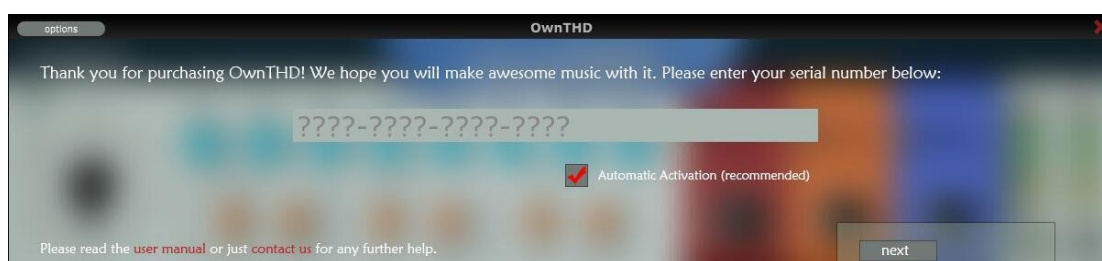 options
OwnTHD
Thank you for purchasing OwnTHD! We hope you will make awesome music with it. Please enter your serial number below:
????-????-????-????
Automatic Activation (recommended)
Please read the user manual or just contact us for any further help.
next